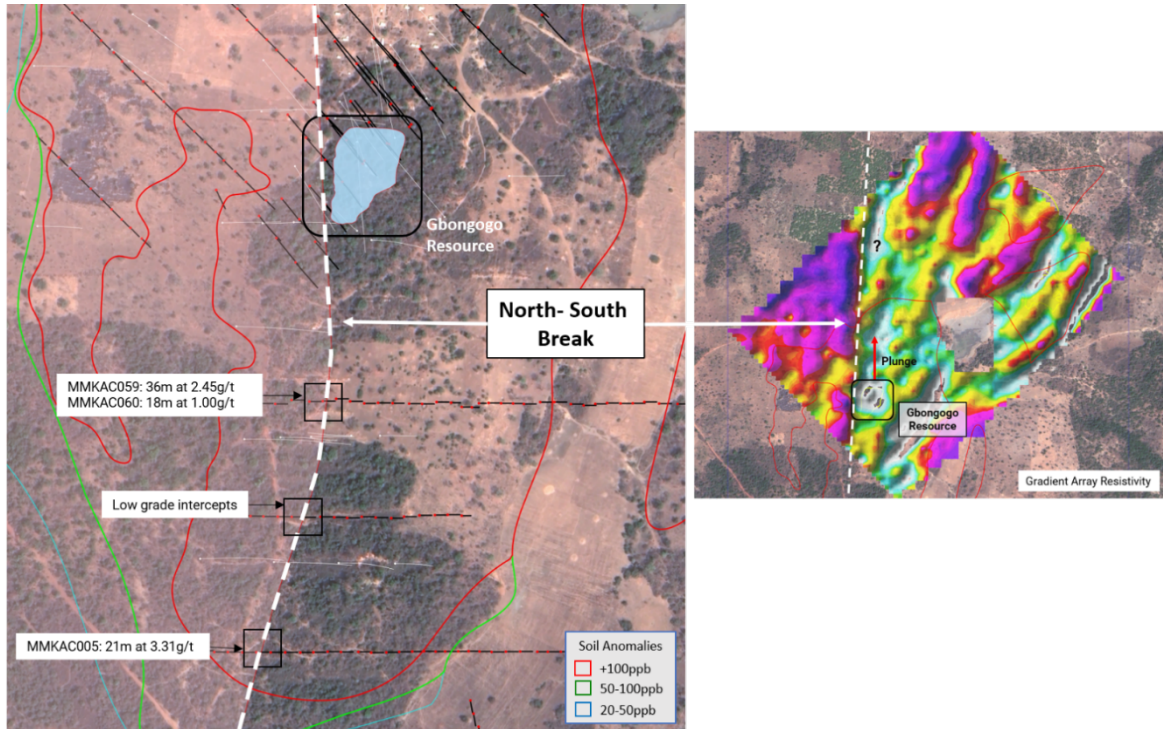 Gbongogo
Resource
North- South
Break
MMKAC059: 36m at 2.45g/t
MMKAC060: 18m at 1.00g/t
Low grade intercepts
MMKAC005: 21m at 3.31g/t
Soil Anomalies
+100ppb
50-100ppb
20-50ppb
?
Plunge
Gbongogo
Resource
Gradient Array Resistivity